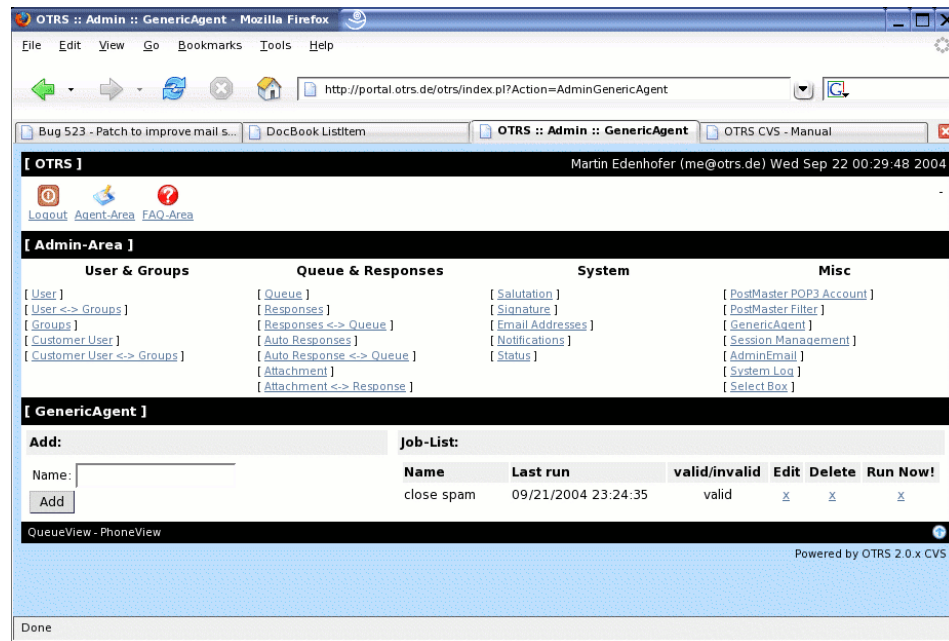 OTRS :: Admin :: GenericAgent - Mozilla Firefox
File Edit View Go Bookmarks Tools Help
http://portal.otrs.de/otrs/index.pl?Action=AdminGenericAgent
G
Bug 523 - Patch to improve mail s... DocBook ListItem OTRS :: Admin :: GenericAgent OTRS CVS - Manual
[ OTRS ] Martin Edenhofer (me@otrs.de) Wed Sep 22 00:29:48 2004
-
Logout Agent-Area FAQ-Area
[ Admin-Area ]
User & Groups Queue & Responses System Misc
[ User ] [ Queue ] [ Salutation ] [ PostMaster POP3 Account ]
[ User <-> Groups ] [ Responses ] [ Signature ] [ PostMaster Filter ]
[ Groups ] [ Responses <-> Queue ] [ Email Addresses ] [ GenericAgent ]
[ Customer User ] [ Auto Responses ] [ Notifications ] [ Session Management ]
[ Customer User <-> Groups ] [ Auto Response <-> Queue ] [ Status ] [ AdminEmail ]
[ Attachment ] [ System Log ]
[ Attachment <-> Response ] [ Select Box ]
[ GenericAgent ]
Add: Job-List:
Name: Name Last run valid/invalid Edit Delete Run Now!
Add close spam 09/21/2004 23:24:35 valid x x x
QueueView - PhoneView
Powered by OTRS 2.0.x CVS
Done